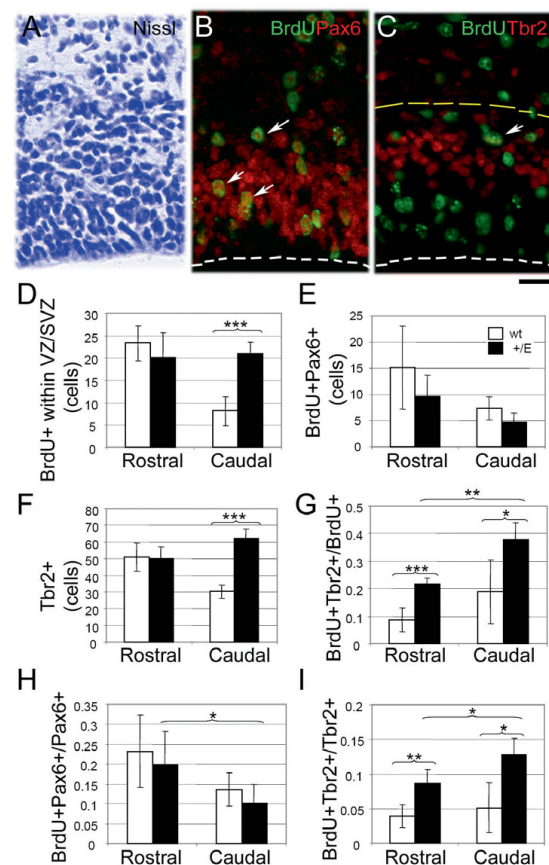 A Nissl
B BrdUPax6
C BrdUTbr2
D
BrdU+ within VZ/SVZ
(cells)
30
25
20
15
10
5
0
***
Rostral Caudal
E
BrdU+Pax6+
(cells)
25
20
15
10
5
0
wt
+/E
Rostral Caudal
F
Tbr2+
(cells)
80
70
60
50
40
30
20
10
0
***
Rostral Caudal
G
BrdU+Tbr2+/BrdU+
0.5
0.4
0.3
0.2
0.1
0
**
***
*
Rostral Caudal
H
BrdU+Pax6+/Pax6+
0.35
0.3
0.25
0.2
0.15
0.1
0.05
0
*
Rostral Caudal
I
BrdU+Tbr2+/Tbr2+
0.2
0.15
0.1
0.05
0
*
**
*
Rostral Caudal